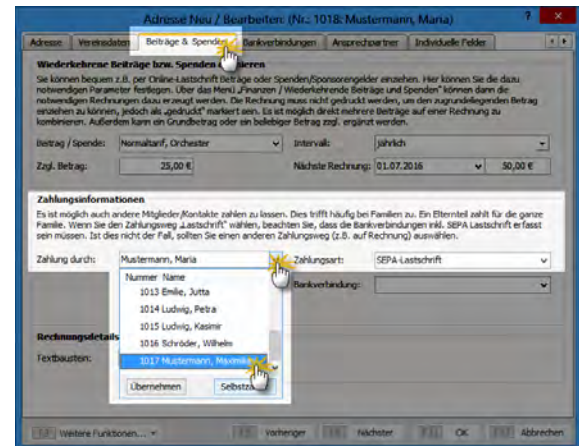 Adresse Neu / Bearbeiten: (Nr.: 1018: Mustermann, Maria)
? ×
Adresse Vereinsdaten Beiträge & Spenden Bankverbindungen Ansprechpartner Individuelle Felder
Wiederkehrende Beiträge bzw. Spenden
Sie können bequem z.B. per Online-Lastschrift Beträge oder Spenden/Sponsorengelder einziehen. Hier können Sie die dazu
notwendigen Parameter festlegen. Über das Menü „Finanzen / Wiederkehrende Beiträge und Spenden" können dann die
notwendigen Rechnungen dazu erzeugt werden. Die Rechnung muss nicht gedruckt werden, um den zugrundeliegenden Betrag
einziehen zu können, jedoch als „gedruckt" markiert sein. Es ist möglich direkt mehrere Beiträge auf einer Rechnung zu
kombinieren. Außerdem kann ein Grundbetrag oder ein beliebiger Betrag zzgl. ergänzt werden.
Beitrag / Spende: Normaltarif, Orchester Intervall: jährlich
Zzgl. Betrag: 25,00 € Nächste Rechnung: 01.07.2016 50,00 €
Zahlungsinformationen
Es ist möglich auch andere Mitglieder/Kontakte zahlen zu lassen. Dies trifft häufig bei Familien zu. Ein Elternteil zahlt für die ganze
Familie. Wenn Sie den Zahlungsweg „Lastschrift" wählen, beachten Sie, dass die Bankverbindungen inkl. SEPA Lastschrift erfasst
sein müssen. Ist dies nicht der Fall, sollten Sie einen anderen Zahlungsweg (z.B. auf Rechnung) auswählen.
Zahlung durch: Mustermann, Maria Zahlungsart: SEPA-Lastschrift
Nummer Name Bankverbindung:
1013 Emilie, Jutta
1014 Ludwig, Petra
1015 Ludwig, Kasimir
1016 Schröder, Wilhelm
Rechnungsdetails
1017 Mustermann,
Textbaustein:
Übernehmen
Weitere Funktionen... Vorheriger Nächster OK Abbrechen